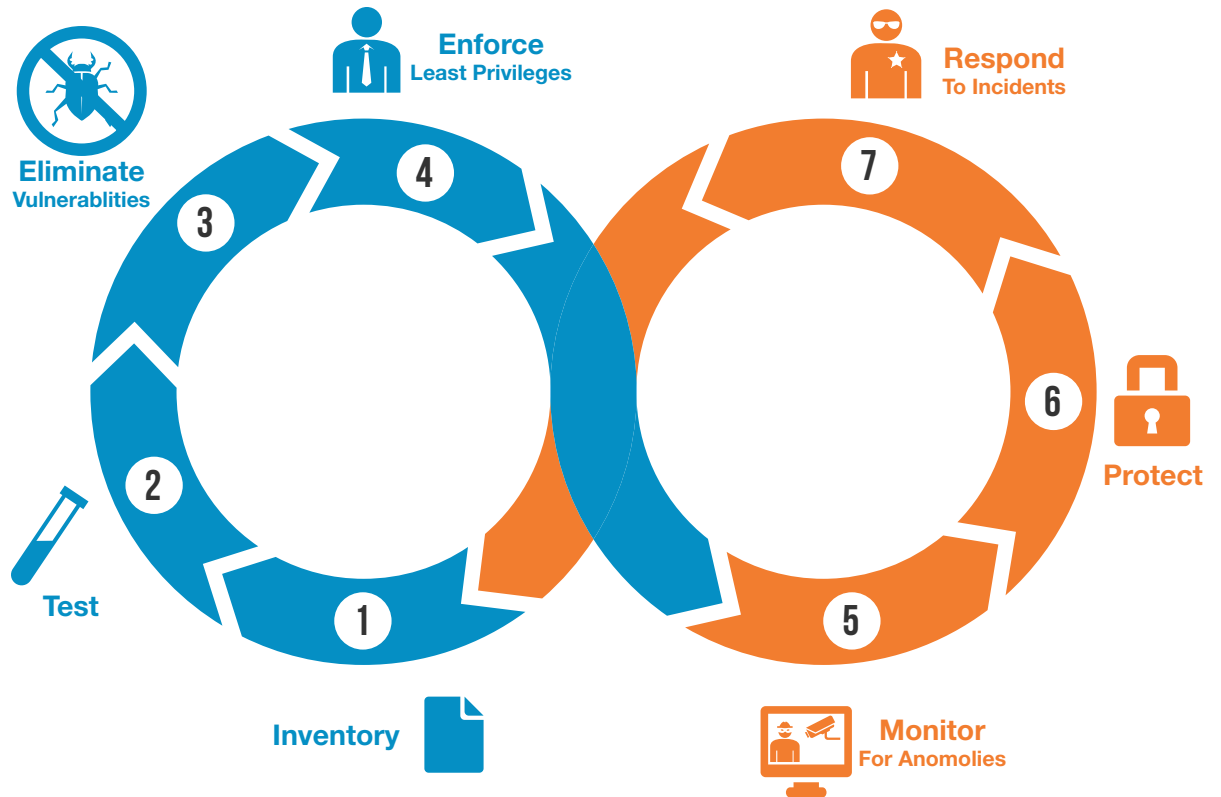 Enforce
Least Privileges
Respond
To Incidents
Eliminate
Vulnerablities
4
7
3
6
Protect
2
Test
1
5
Inventory
Monitor
For Anomolies